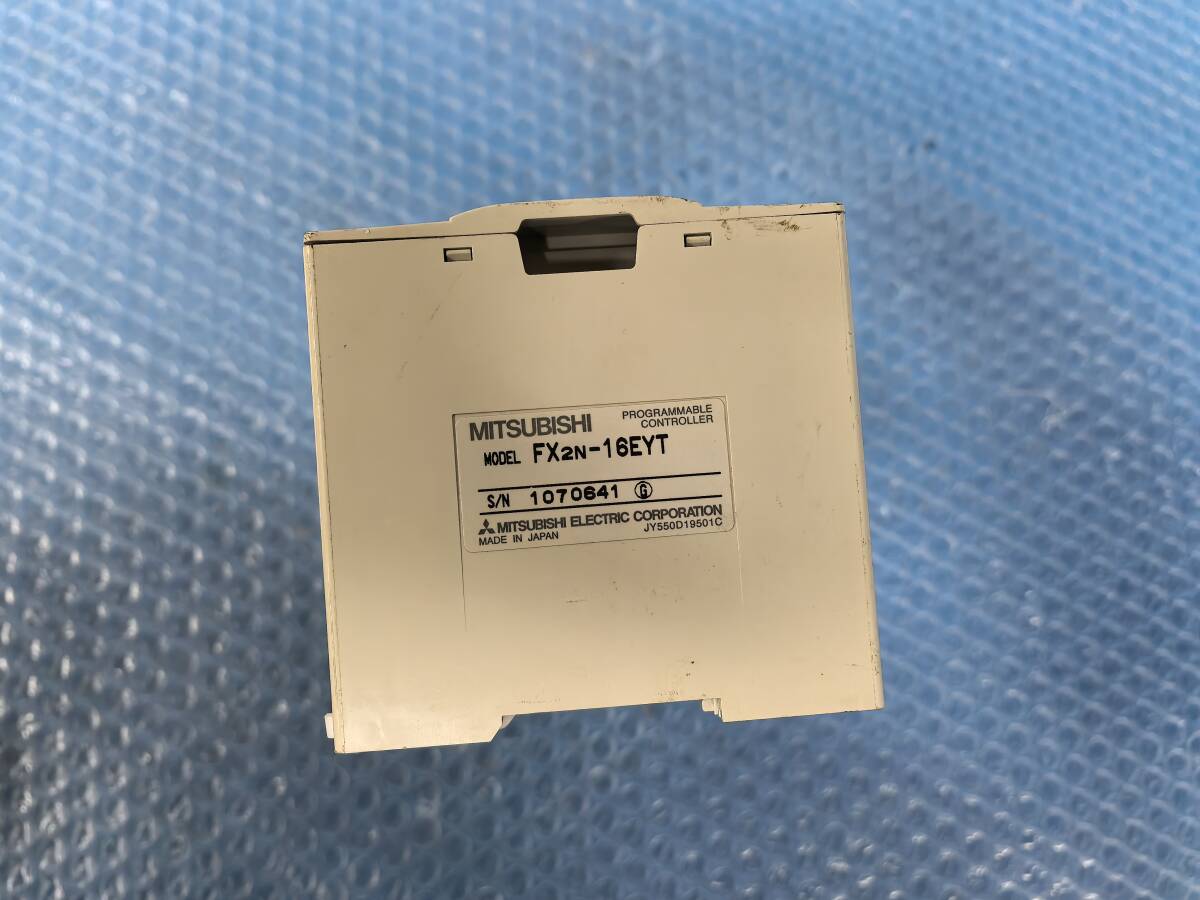 MITSUBISHI
PROGRAMMABLE
CONTROLLER
MODEL FX2N-16EYT
S/N 1070641 G
MITSUBISHI ELECTRIC CORPORATION
MADE IN JAPAN
JY550D19501C